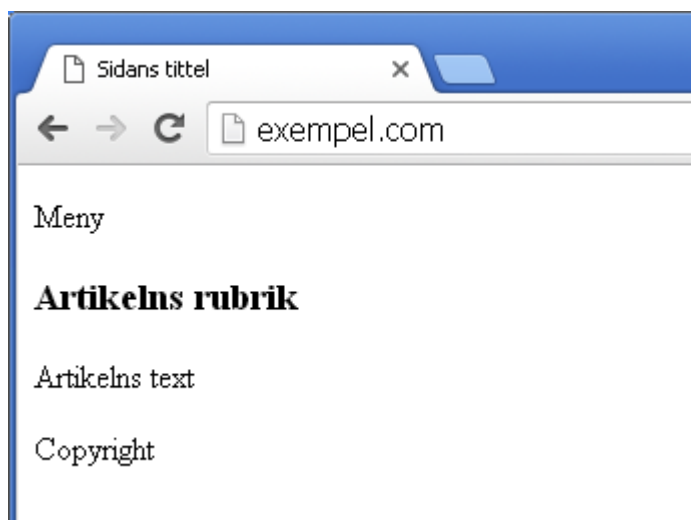 Sidans tittel
exempel.com
Meny
Artikelns rubrik
Artikelns text
Copyright